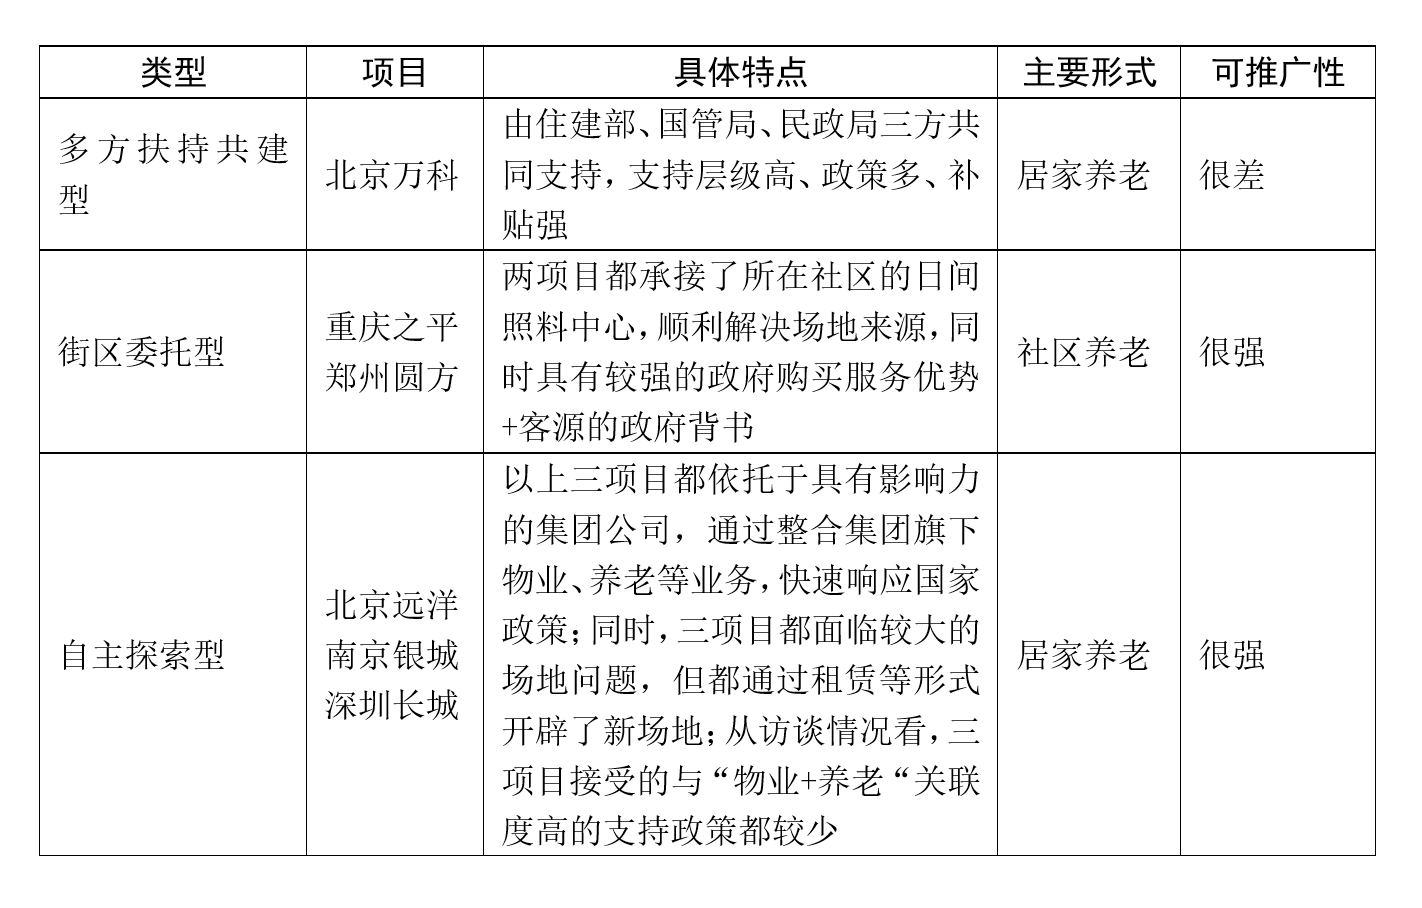 类型 项目 具体特点 主要形式 可推广性
多方扶持共建
型
北京万科
由住建部、国管局、民政局三方共
同支持，支持层级高、政策多、补
贴强
居家养老
很差
街区委托型
重庆之平
郑州圆方
两项目都承接了所在社区的日间
照料中心，顺利解决场地来源，同
时具有较强的政府购买服务优势
+客源的政府背书
社区养老
很强
自主探索型
北京远洋
南京银城
深圳长城
以上三项目都依托于具有影响力
的集团公司，通过整合集团旗下
物业、养老等业务，快速响应国家
政策；同时，三项目都面临较大的
场地问题，但都通过租赁等形式
开辟了新场地；从访谈情况看，三
项目接受的与“物业+养老“关联
度高的支持政策都较少
居家养老
很强